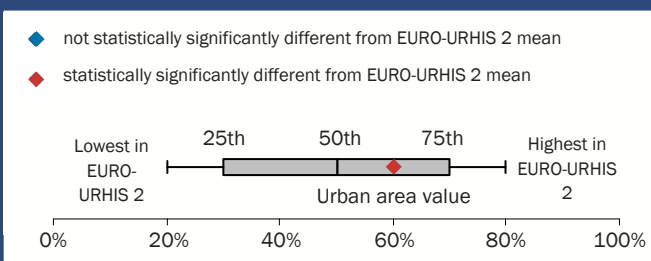 not statistically significantly different from EURO-URHIS 2 mean
statistically significantly different from EURO-URHIS 2 mean
Lowest in
EURO-
URHIS 2
25th 50th 75th
Highest in
EURO-URHIS
2
Urban area value
0% 20% 40% 60% 80% 100%